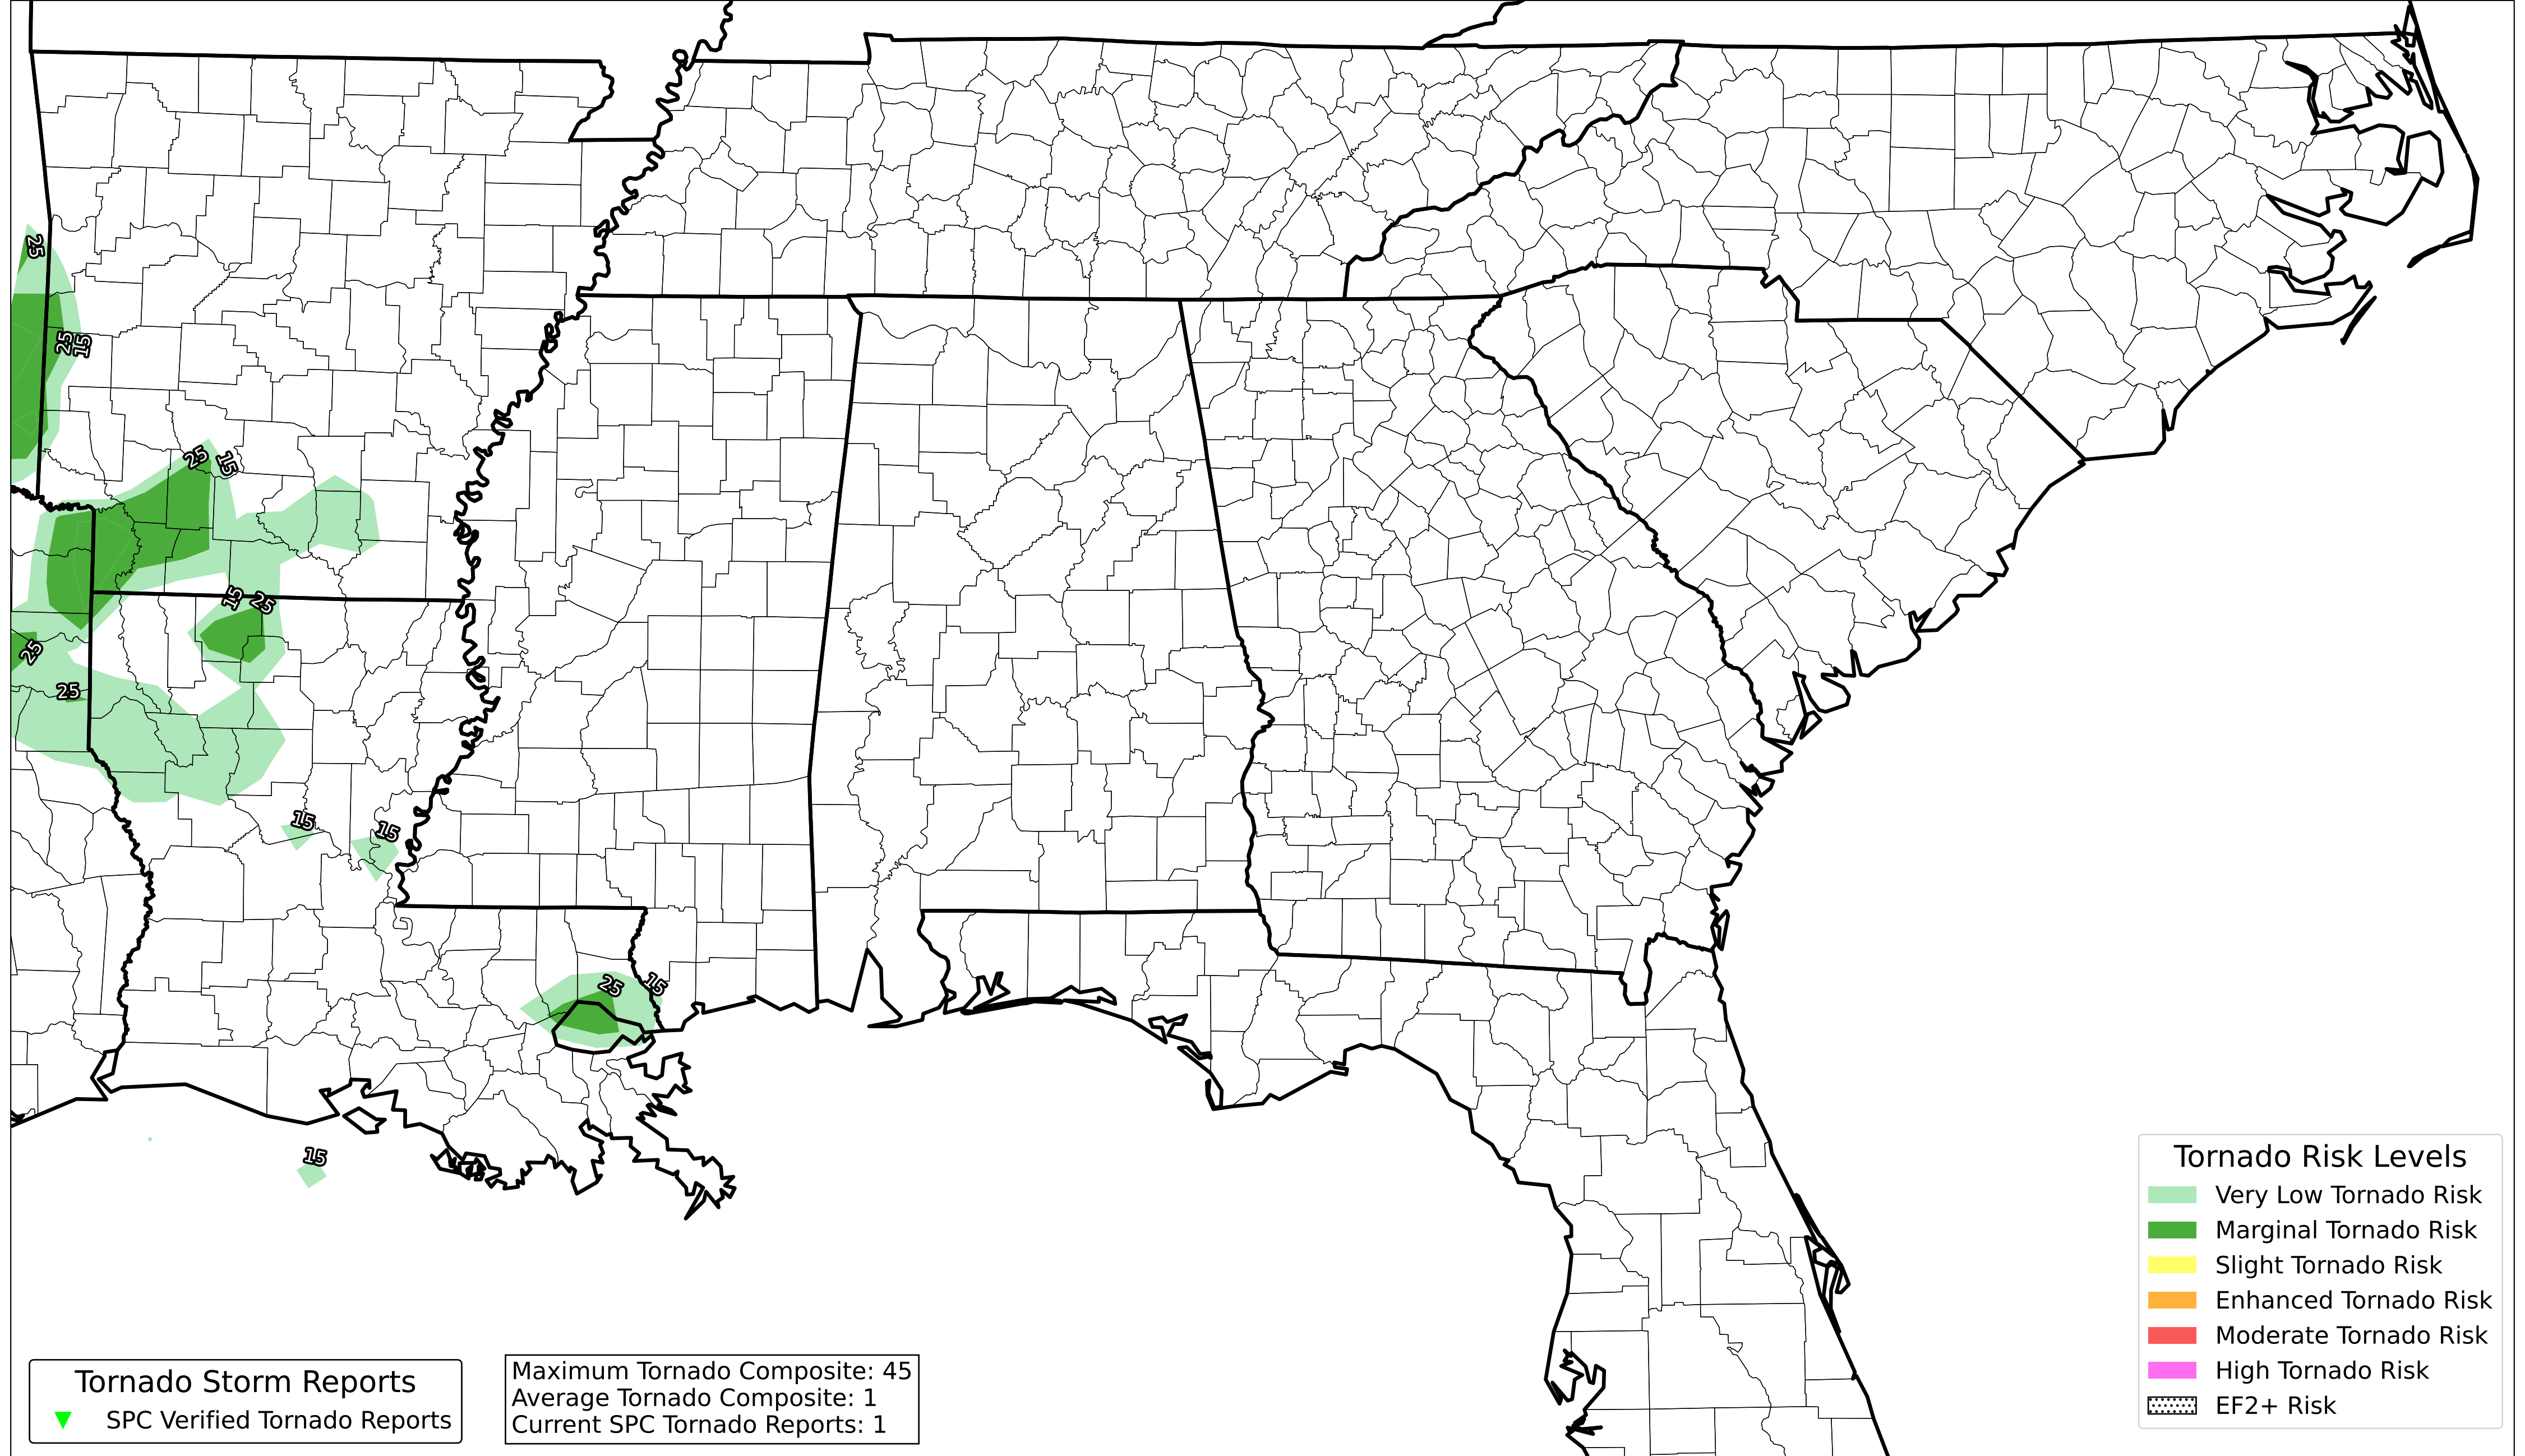 25
25
15
25
15
15
25
25
25
15
15
25
15
15
Tornado Risk Levels
Very Low Tornado Risk
Marginal Tornado Risk
Slight Tornado Risk
Enhanced Tornado Risk
Moderate Tornado Risk
High Tornado Risk
EF2+ Risk
Tornado Storm Reports
SPC Verified Tornado Reports
Maximum Tornado Composite: 45
Average Tornado Composite: 1
Current SPC Tornado Reports: 1